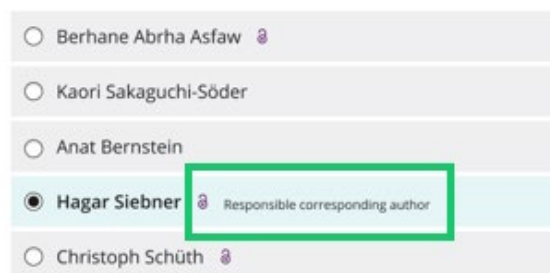 Berhane Abrha Asfaw
Kaori Sakaguchi-Söder
Anat Bernstein
Hagar Siebner Responsible corresponding author
Christoph Schüth